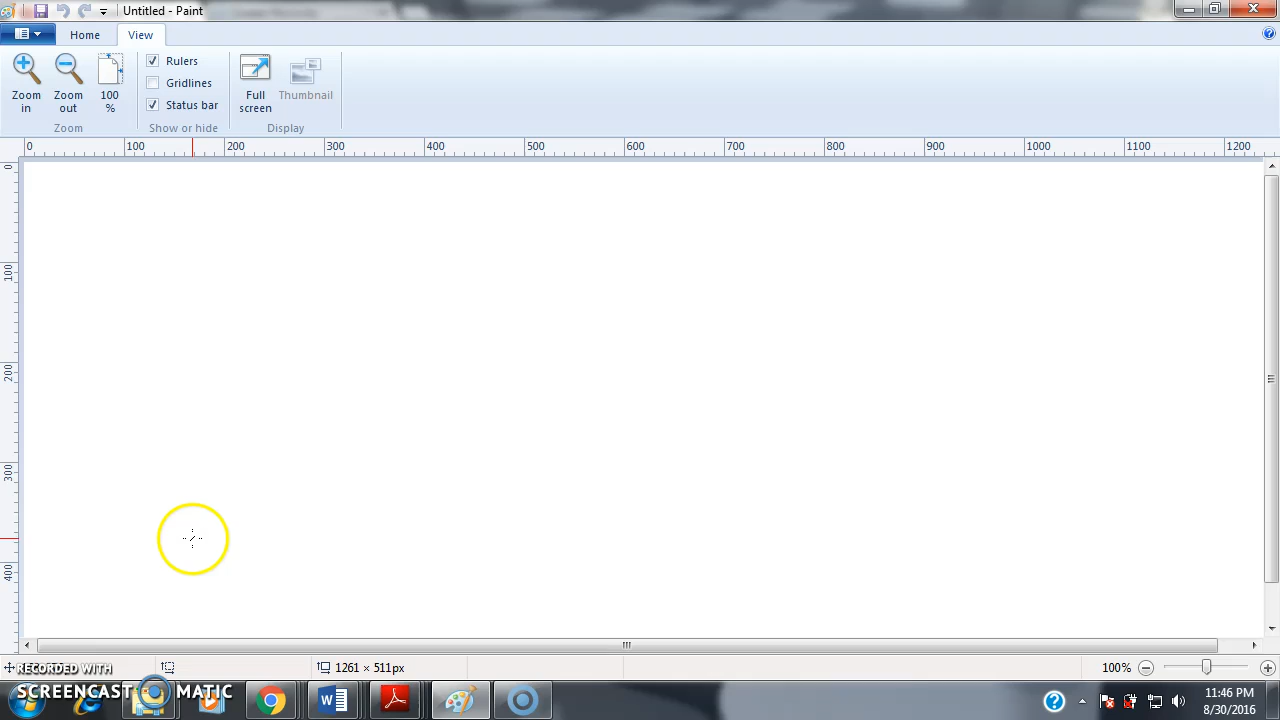 Untitled - Paint
Home View
Zoom in
Zoom out
100 %
Rulers
Gridlines
Status bar
Full screen
Thumbnail
Zoom
Show or hide
Display
0 100 200 300 400 500 600 700 800 900 1000 1100 1200
0
100
200
300
400
1261 × 511px
100%
RECORDED WITH
SCREENCAST MATIC
11:46 PM
8/30/2016